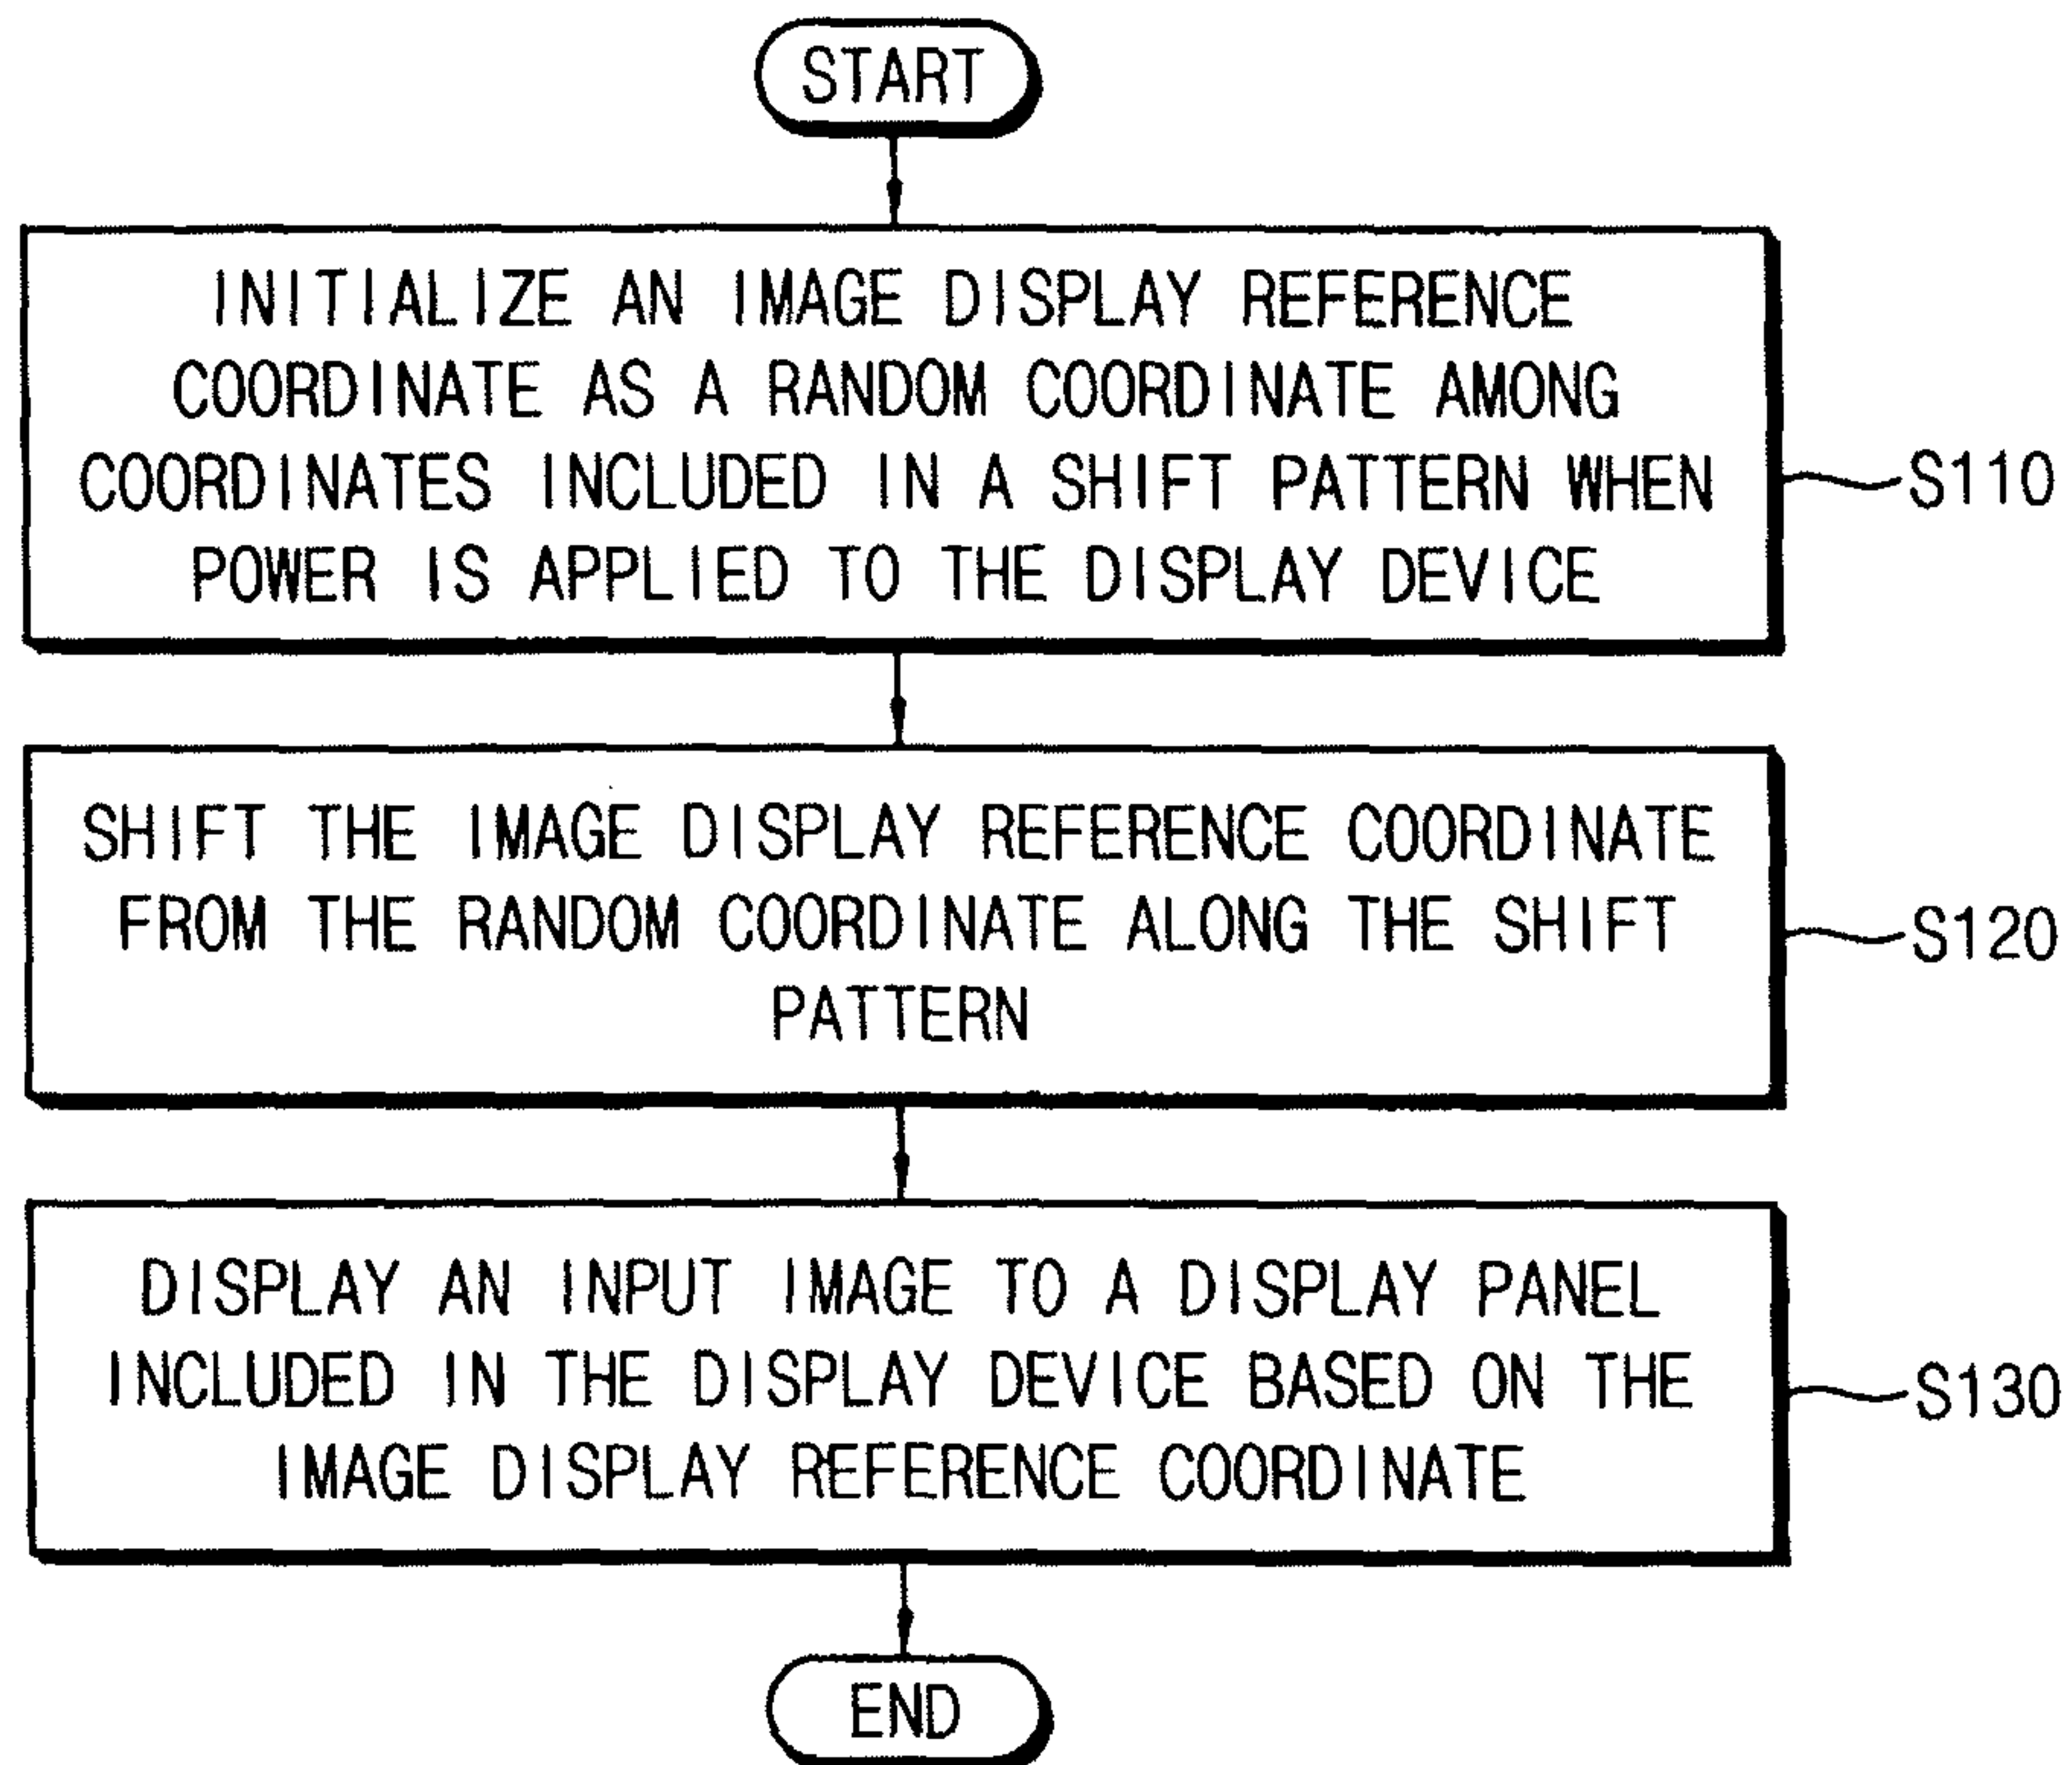 START
INITIALIZE AN IMAGE DISPLAY REFERENCE
COORDINATE AS A RANDOM COORDINATE AMONG
COORDINATES INCLUDED IN A SHIFT PATTERN WHEN
POWER IS APPLIED TO THE DISPLAY DEVICE
S110
SHIFT THE IMAGE DISPLAY REFERENCE COORDINATE
FROM THE RANDOM COORDINATE ALONG THE SHIFT
PATTERN
S120
DISPLAY AN INPUT IMAGE TO A DISPLAY PANEL
INCLUDED IN THE DISPLAY DEVICE BASED ON THE
IMAGE DISPLAY REFERENCE COORDINATE
S130
END